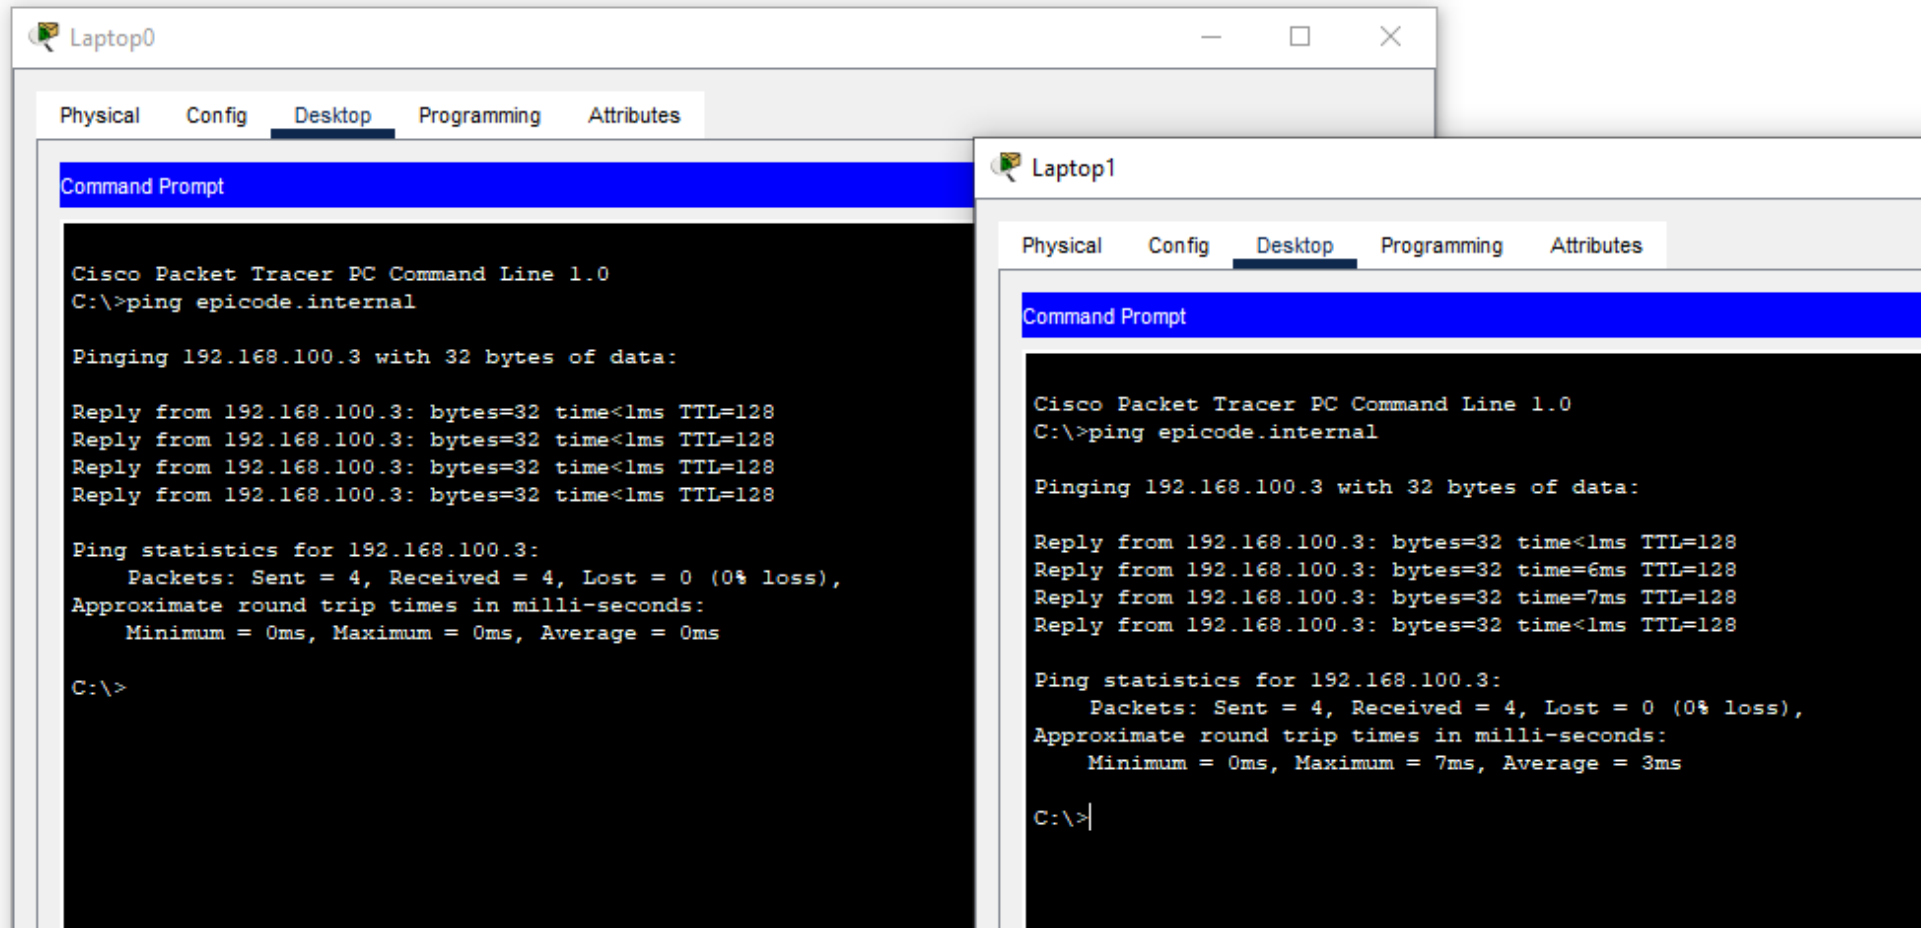 Laptop0
Physical Config Desktop Programming Attributes
Command Prompt
Cisco Packet Tracer PC Command Line 1.0
C:\>ping epicode.internal
Pinging 192.168.100.3 with 32 bytes of data:
Reply from 192.168.100.3: bytes=32 time<1ms TTL=128
Reply from 192.168.100.3: bytes=32 time<1ms TTL=128
Reply from 192.168.100.3: bytes=32 time<1ms TTL=128
Reply from 192.168.100.3: bytes=32 time<1ms TTL=128
Ping statistics for 192.168.100.3:
Packets: Sent = 4, Received = 4, Lost = 0 (0% loss),
Approximate round trip times in milli-seconds:
Minimum = 0ms, Maximum = 0ms, Average = 0ms
C:\>
Laptop1
Physical Config Desktop Programming Attributes
Command Prompt
Cisco Packet Tracer PC Command Line 1.0
C:\>ping epicode.internal
Pinging 192.168.100.3 with 32 bytes of data:
Reply from 192.168.100.3: bytes=32 time<1ms TTL=128
Reply from 192.168.100.3: bytes=32 time=6ms TTL=128
Reply from 192.168.100.3: bytes=32 time=7ms TTL=128
Reply from 192.168.100.3: bytes=32 time<1ms TTL=128
Ping statistics for 192.168.100.3:
Packets: Sent = 4, Received = 4, Lost = 0 (0% loss),
Approximate round trip times in milli-seconds:
Minimum = 0ms, Maximum = 7ms, Average = 3ms
C:\>